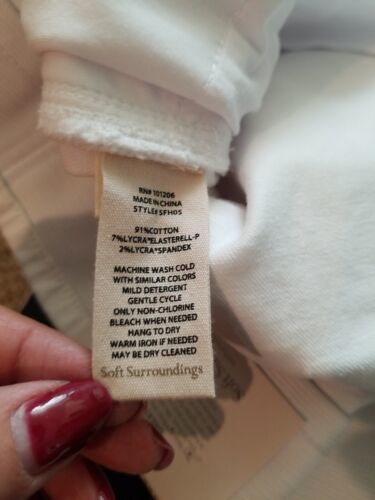 RN# 101206
MADE IN CHINA
STYLE# SFH05
91%COTTON
7%LYCRA*ELASTERELL-P
2%LYCRA*SPANDEX
MACHINE WASH COLD
WITH SIMILAR COLORS
MILD DETERGENT
GENTLE CYCLE
ONLY NON-CHLORINE
BLEACH WHEN NEEDED
HANG TO DRY
WARM IRON IF NEEDED
MAY BE DRY CLEANED
Soft Surroundings